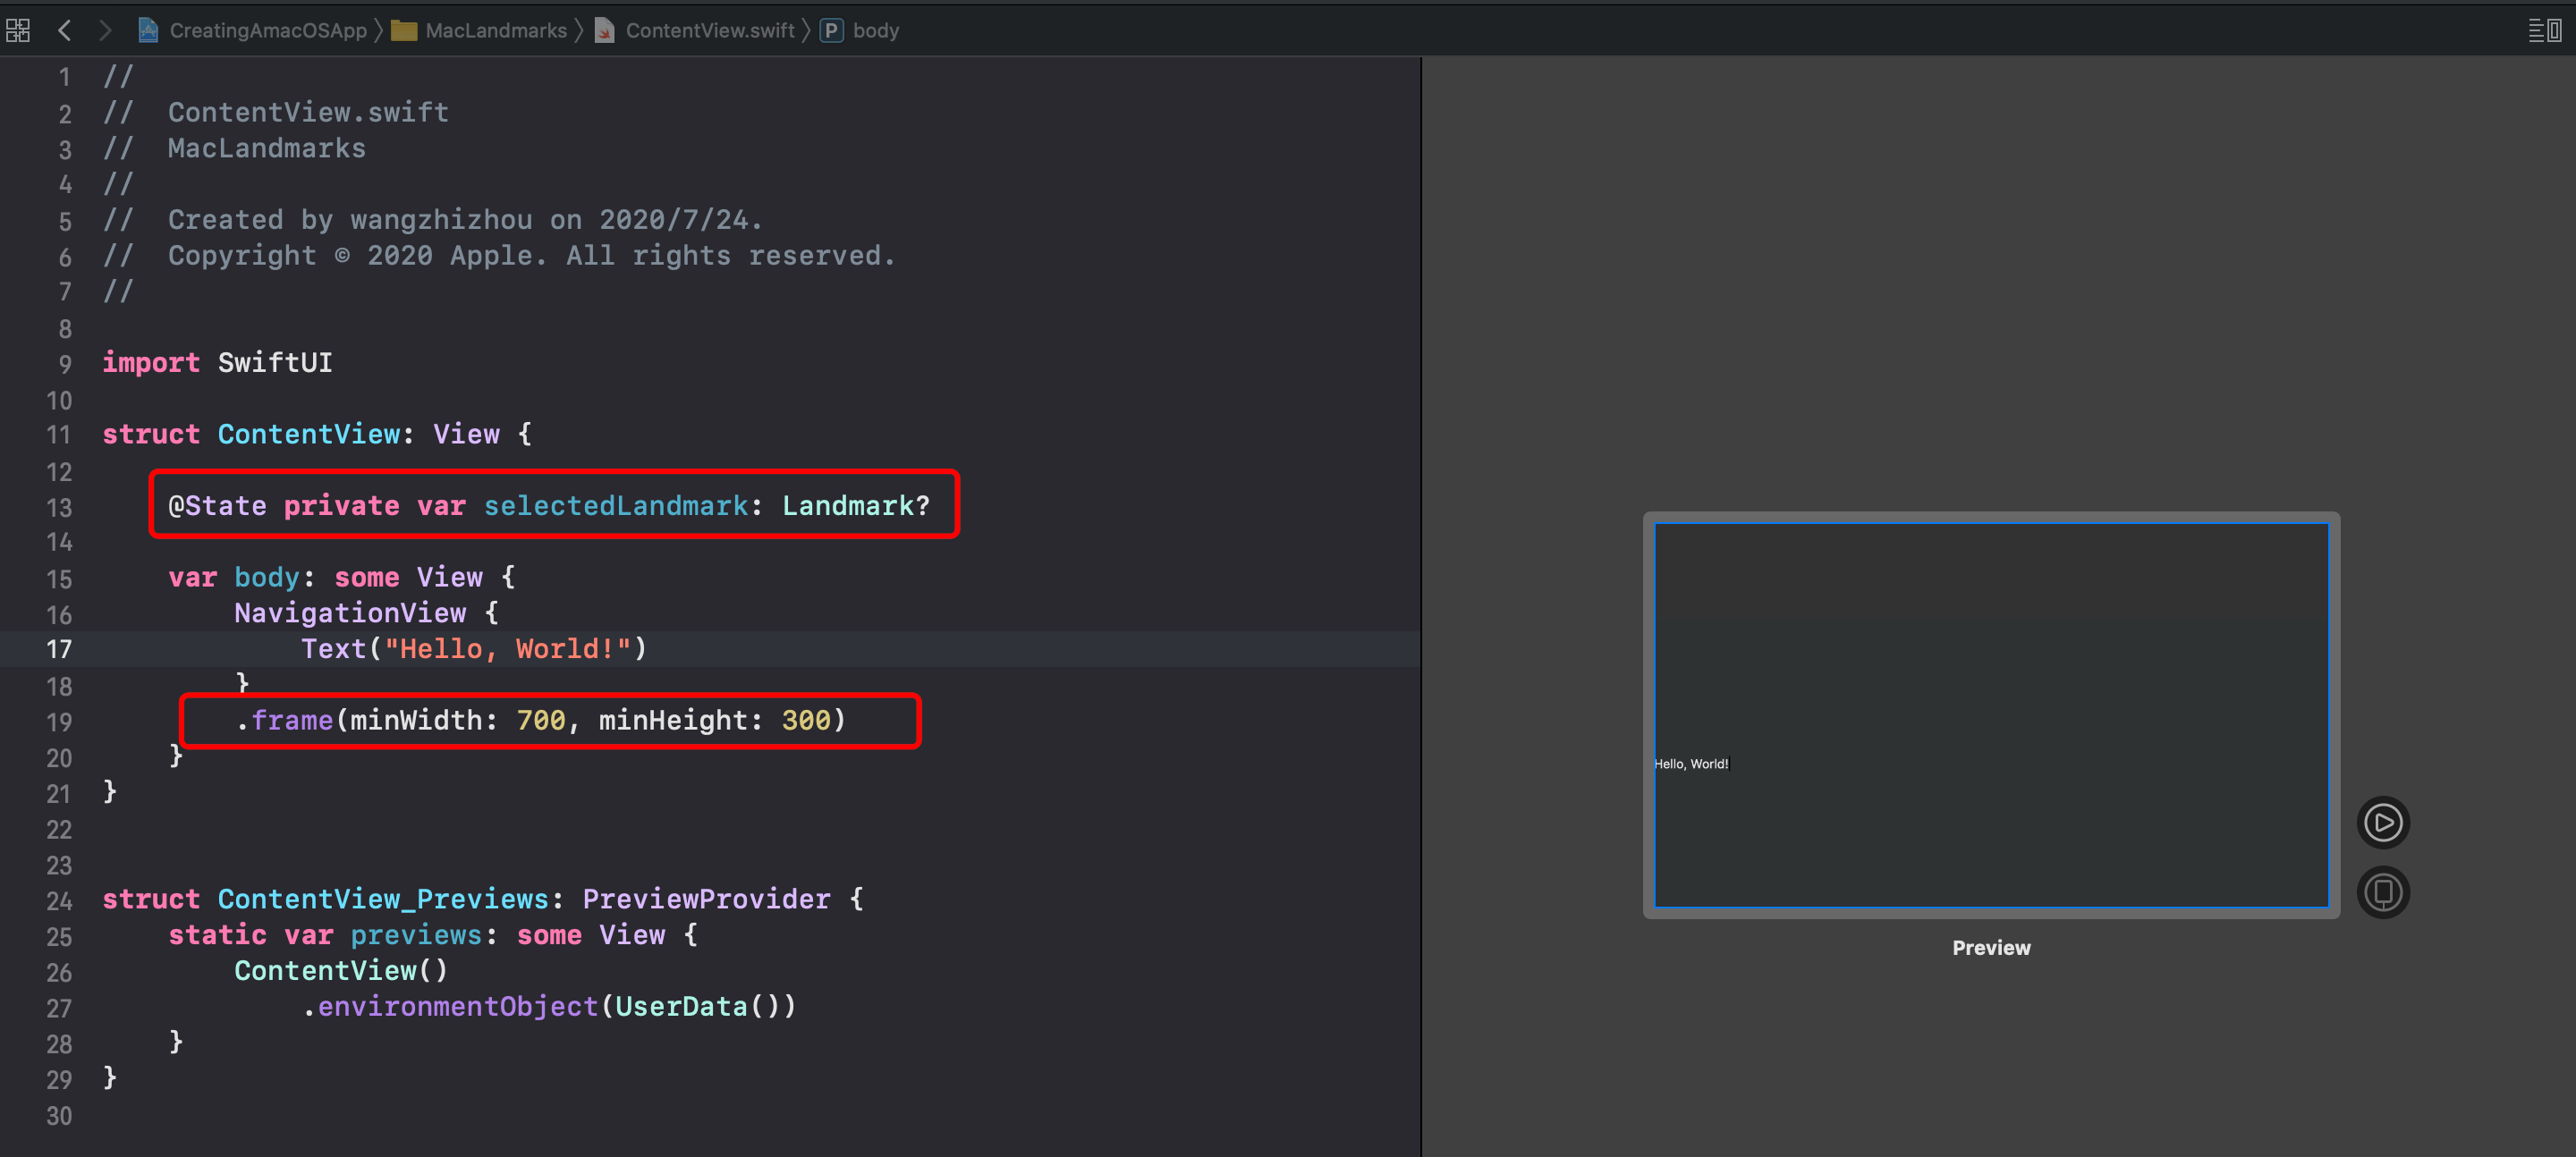 CreatingAmacOSApp MacLandmarks ContentView.swift P body
1 //
2 //  ContentView.swift
3 //  MacLandmarks
4 //
5 //  Created by wangzhizhou on 2020/7/24.
6 //  Copyright © 2020 Apple. All rights reserved.
7 //
8
9 import SwiftUI
10
11 struct ContentView: View {
12
13     @State private var selectedLandmark: Landmark?
14
15     var body: some View {
16         NavigationView {
17             Text("Hello, World!")
18         }
19         .frame(minWidth: 700, minHeight: 300)
20     }
21 }
22
23
24 struct ContentView_Previews: PreviewProvider {
25     static var previews: some View {
26         ContentView()
27             .environmentObject(UserData())
28     }
29 }
30
Hello, World!
Preview